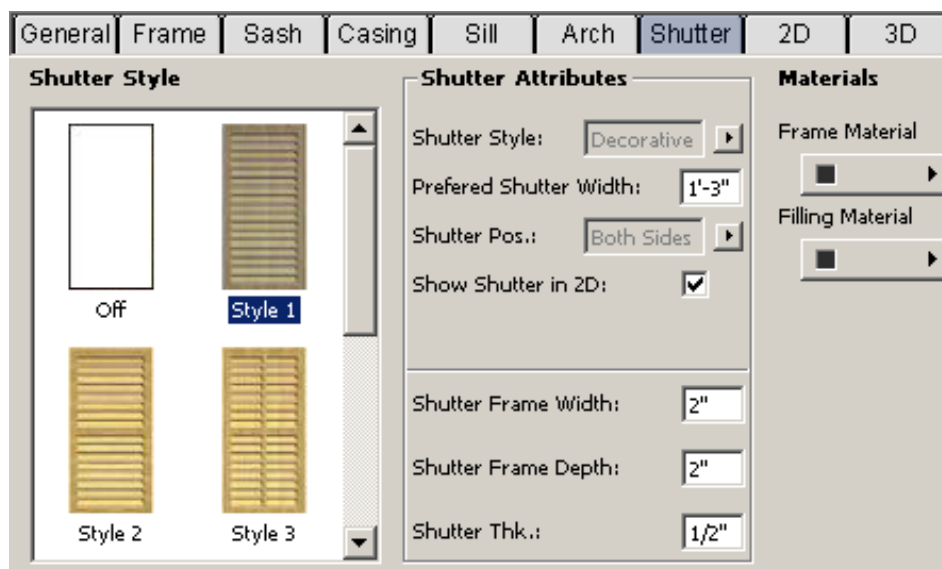 General Frame Sash Casing Sill Arch Shutter 2D 3D
Shutter Style
Off
Style 1
Style 2
Style 3
Shutter Attributes
Shutter Style: Decorative
Prefered Shutter Width: 1'-3"
Shutter Pos.: Both Sides
Show Shutter in 2D:
Shutter Frame Width: 2"
Shutter Frame Depth: 2"
Shutter Thk.: 1/2"
Materials
Frame Material
Filling Material